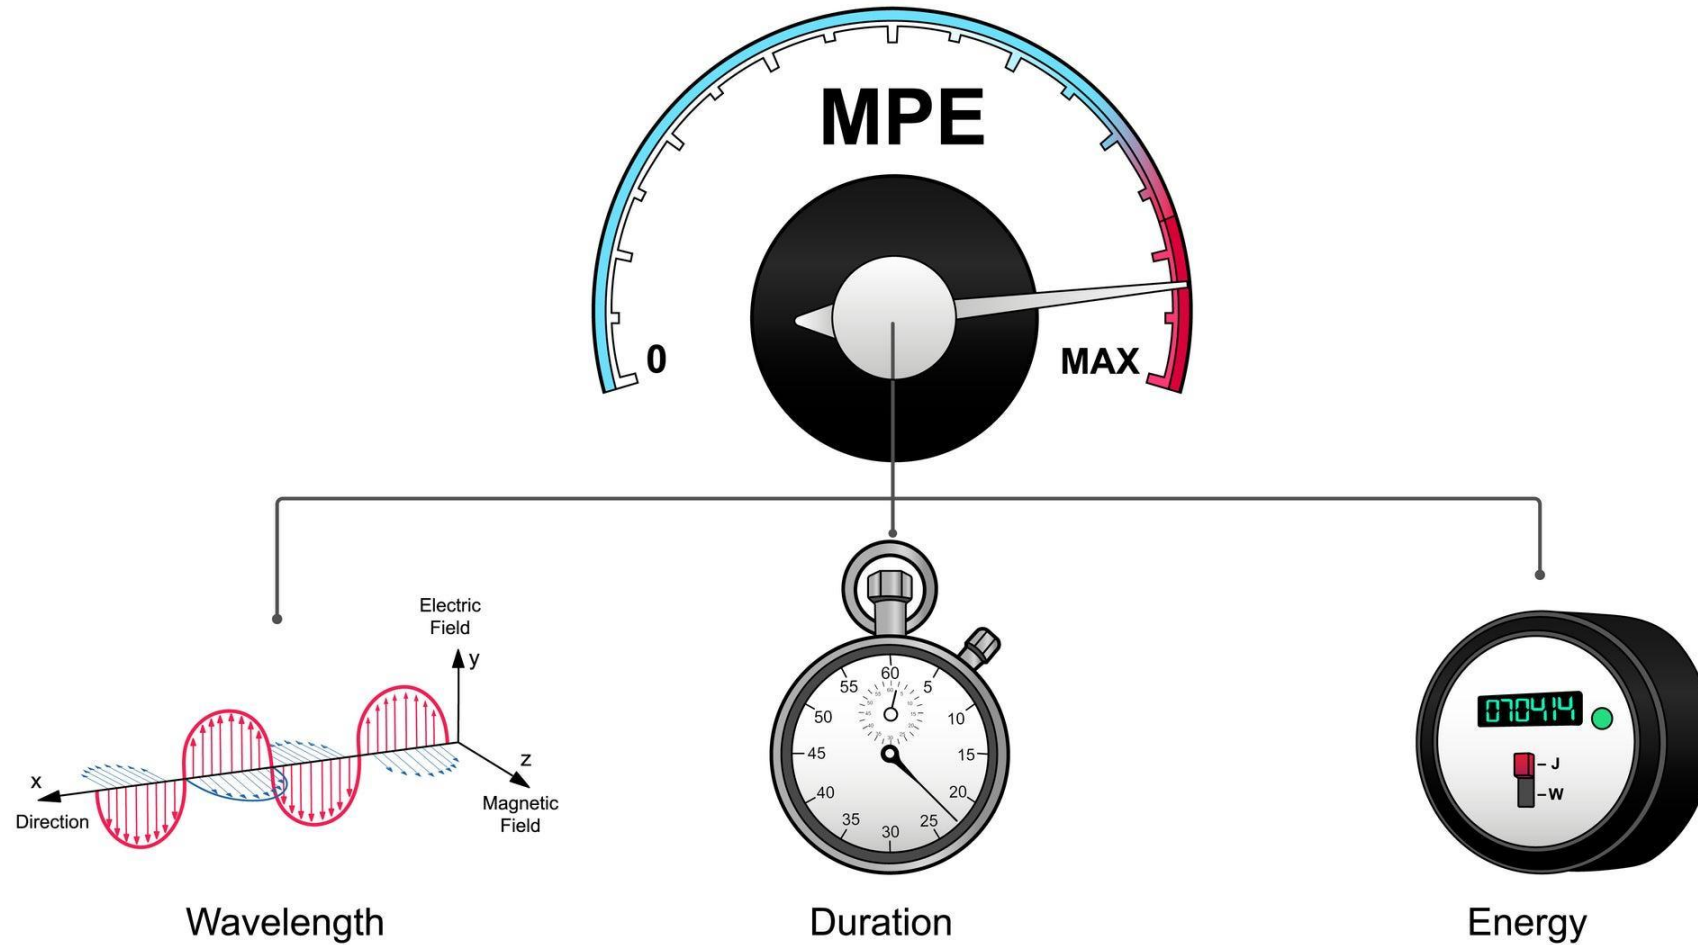 MPE
0
MAX
Electric
Field
y
x
z
Direction
Magnetic
Field
60
55
5
50
10
45
15
40
20
35
25
30
070414
J
W
Wavelength
Duration
Energy